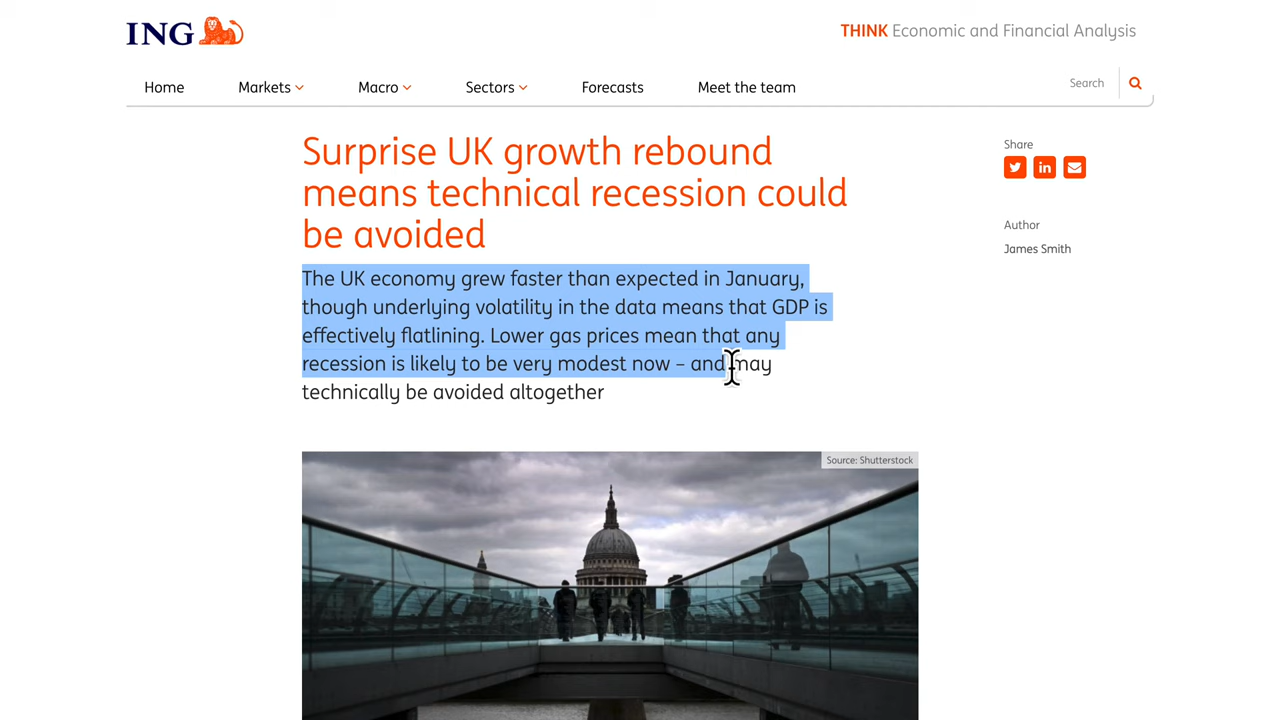 ING
THINK Economic and Financial Analysis
Home
Markets
Macro
Sectors
Forecasts
Meet the team
Search
Surprise UK growth rebound
means technical recession could
be avoided
Share
Author
James Smith
The UK economy grew faster than expected in January,
though underlying volatility in the data means that GDP is
effectively flatlining. Lower gas prices mean that any
recession is likely to be very modest now – and may
technically be avoided altogether
Source: Shutterstock